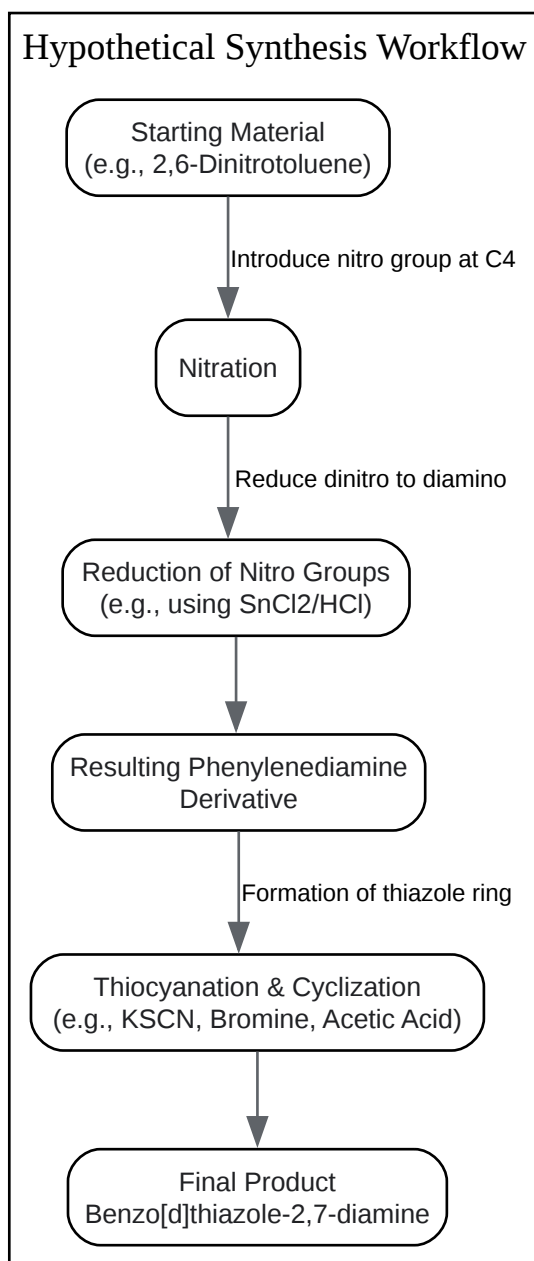 Hypothetical Synthesis Workflow
Starting Material
(e.g., 2,6-Dinitrotoluene)
Introduce nitro group at C4
Nitration
Reduce dinitro to diamino
Reduction of Nitro Groups
(e.g., using SnCl2/HCl)
Resulting Phenylenediamine
Derivative
Formation of thiazole ring
Thiocyanation & Cyclization
(e.g., KSCN, Bromine, Acetic Acid)
Final Product
Benzo[d]thiazole-2,7-diamine